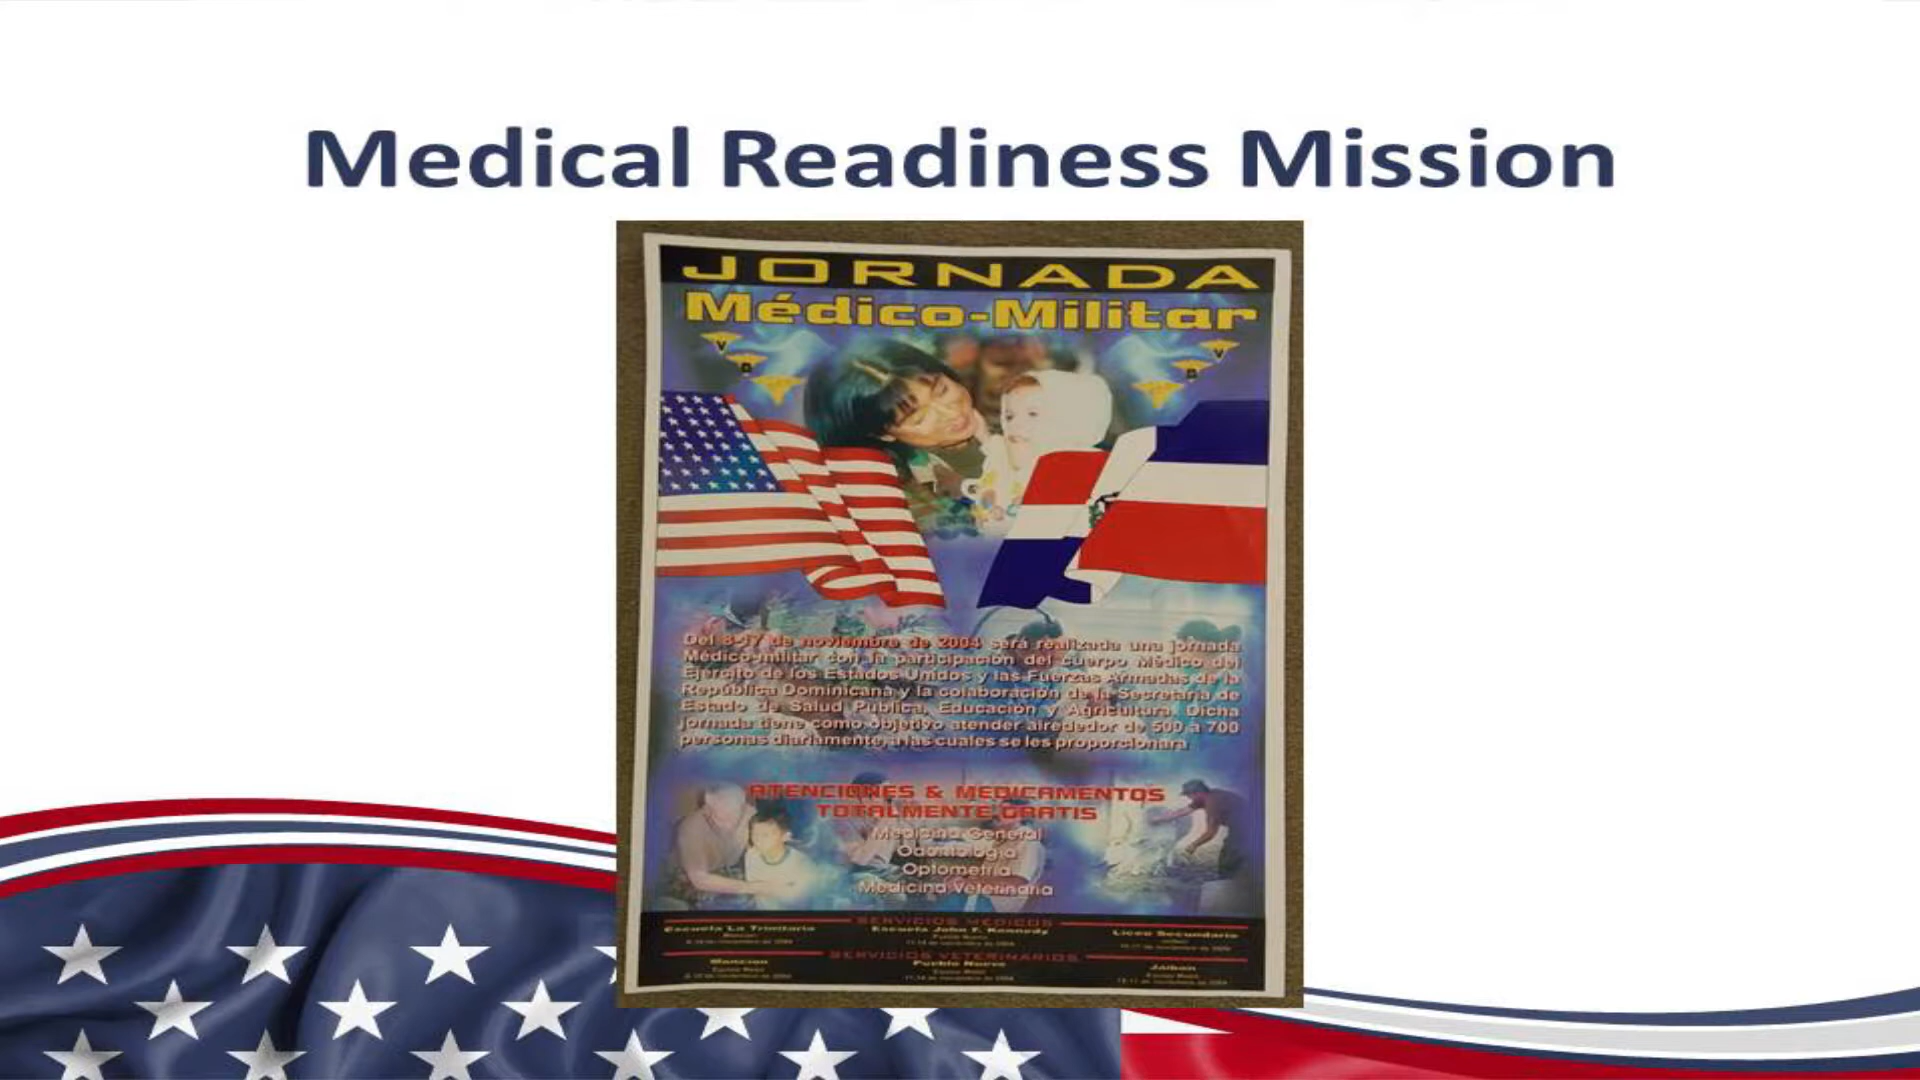 Medical Readiness Mission
JORNADA
Médico-Militar
Del 8-17 de noviembre de 2004 será realizada una jornada
Médico-militar con la participación del cuerpo Médico del
Ejército de los Estados Unidos y las Fuerzas Armadas de la
República Dominicana y la colaboración de la Secretaría de
Estado de Salud Pública, Educación y Agricultura. Dicha
jornada tiene como objetivo atender alrededor de 500 a 700
personas diariamente, a las cuales se les proporcionara
ATENCIONES & MEDICAMENTOS
TOTALMENTE GRATIS
Medicina General
Odontología
Optometría
Medicina Veterinaria
SERVICIOS MEDICOS
Escuela La Trinitaria Escuela John F. Kennedy Liceo Secundario
SERVICIOS VETERINARIOS
Moncion Pueblo Nuevo Jaibon